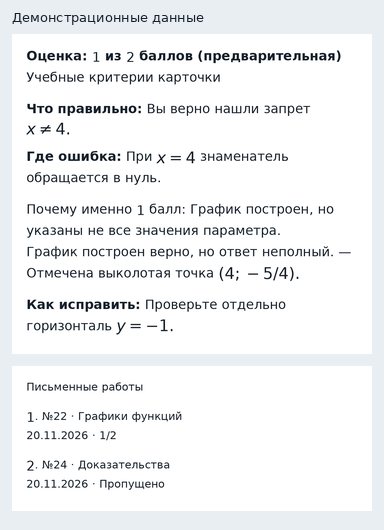 Демонстрационные данные
Оценка: 1 из 2 баллов (предварительная)
Учебные критерии карточки
Что правильно: Вы верно нашли запрет
x ≠ 4.
Где ошибка: При x = 4 знаменатель
обращается в нуль.
Почему именно 1 балл: График построен, но
указаны не все значения параметра.
График построен верно, но ответ неполный. —
Отмечена выколотая точка (4; −5/4).
Как исправить: Проверьте отдельно
горизонталь y = −1.
Письменные работы
1. №22 · Графики функций
20.11.2026 · 1/2
2. №24 · Доказательства
20.11.2026 · Пропущено